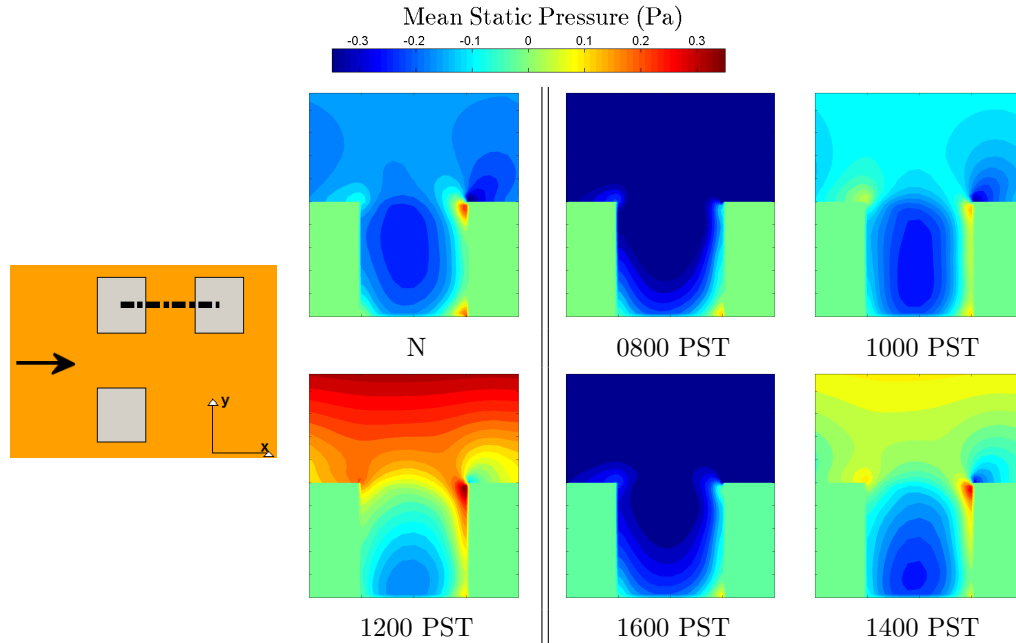 Mean Static Pressure (Pa)
-0.3 -0.2 -0.1 0 0.1 0.2 0.3
N
0800 PST
1000 PST
y
x
1200 PST
1600 PST
1400 PST